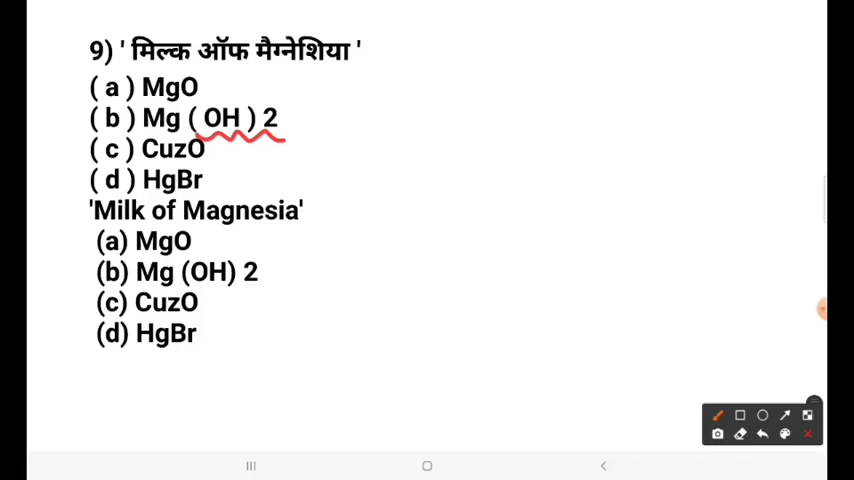 9) ' मिल्क ऑफ मैग्नेशिया '
( a ) MgO
( b ) Mg ( OH ) 2
( c ) CuzO
( d ) HgBr
'Milk of Magnesia'
(a) MgO
(b) Mg (OH) 2
(c) CuzO
(d) HgBr